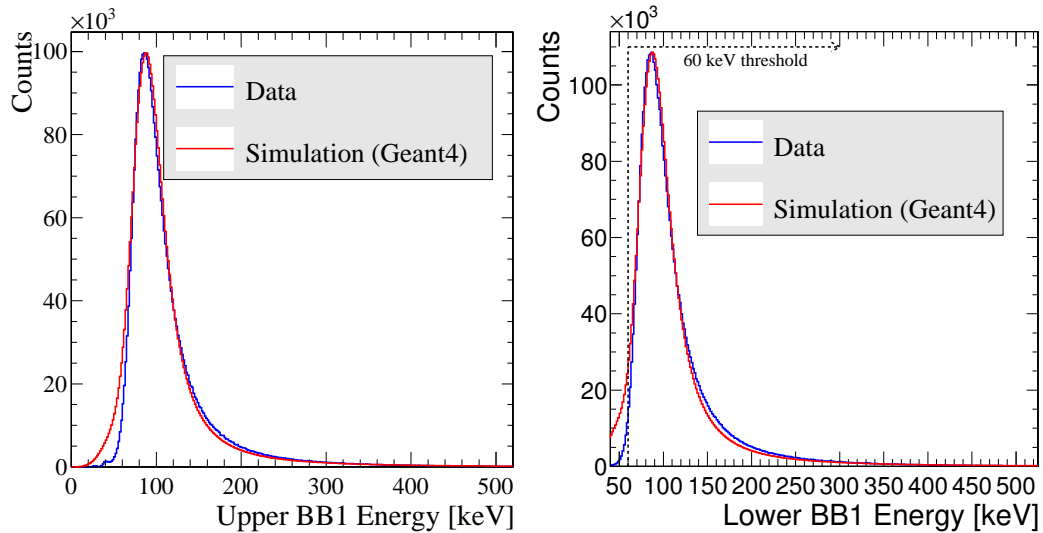 ×10³
Counts
100
80
60
40
20
0
Data
Simulation (Geant4)
0 100 200 300 400 500
Upper BB1 Energy [keV]
×10³
Counts
100
80
60
40
20
0
60 keV threshold
Data
Simulation (Geant4)
50 100 150 200 250 300 350 400 450 500
Lower BB1 Energy [keV]